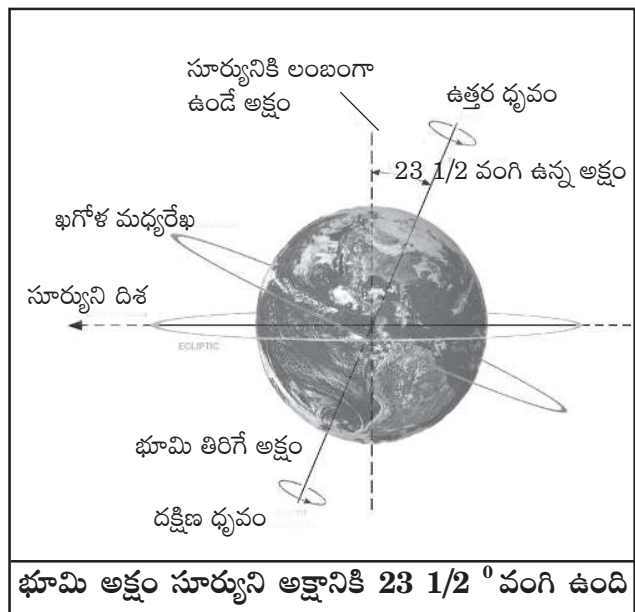 సూర్యునికి లంబంగా
ఉండే అక్షం
ఉత్తర ధృవం
23 1/2 వంగి ఉన్న అక్షం
ఖగోళ మధ్యరేఖ
సూర్యుని దిశ
ECLIPTIC
భూమి తిరిగే అక్షం
దక్షిణ ధృవం
భూమి అక్షం సూర్యుని అక్షానికి 23 1/2 ⁰ వంగి ఉంది